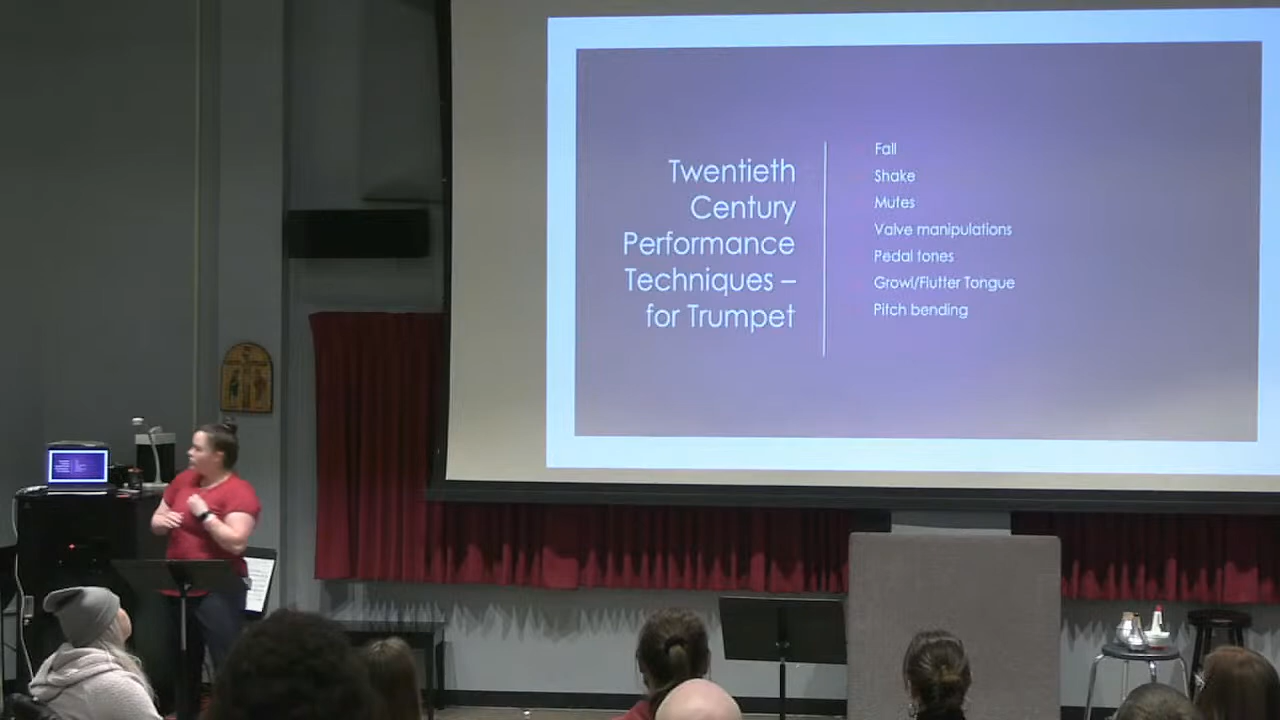 Twentieth
Century
Performance
Techniques –
for Trumpet
Fall
Shake
Mutes
Valve manipulations
Pedal tones
Growl/Flutter Tongue
Pitch bending